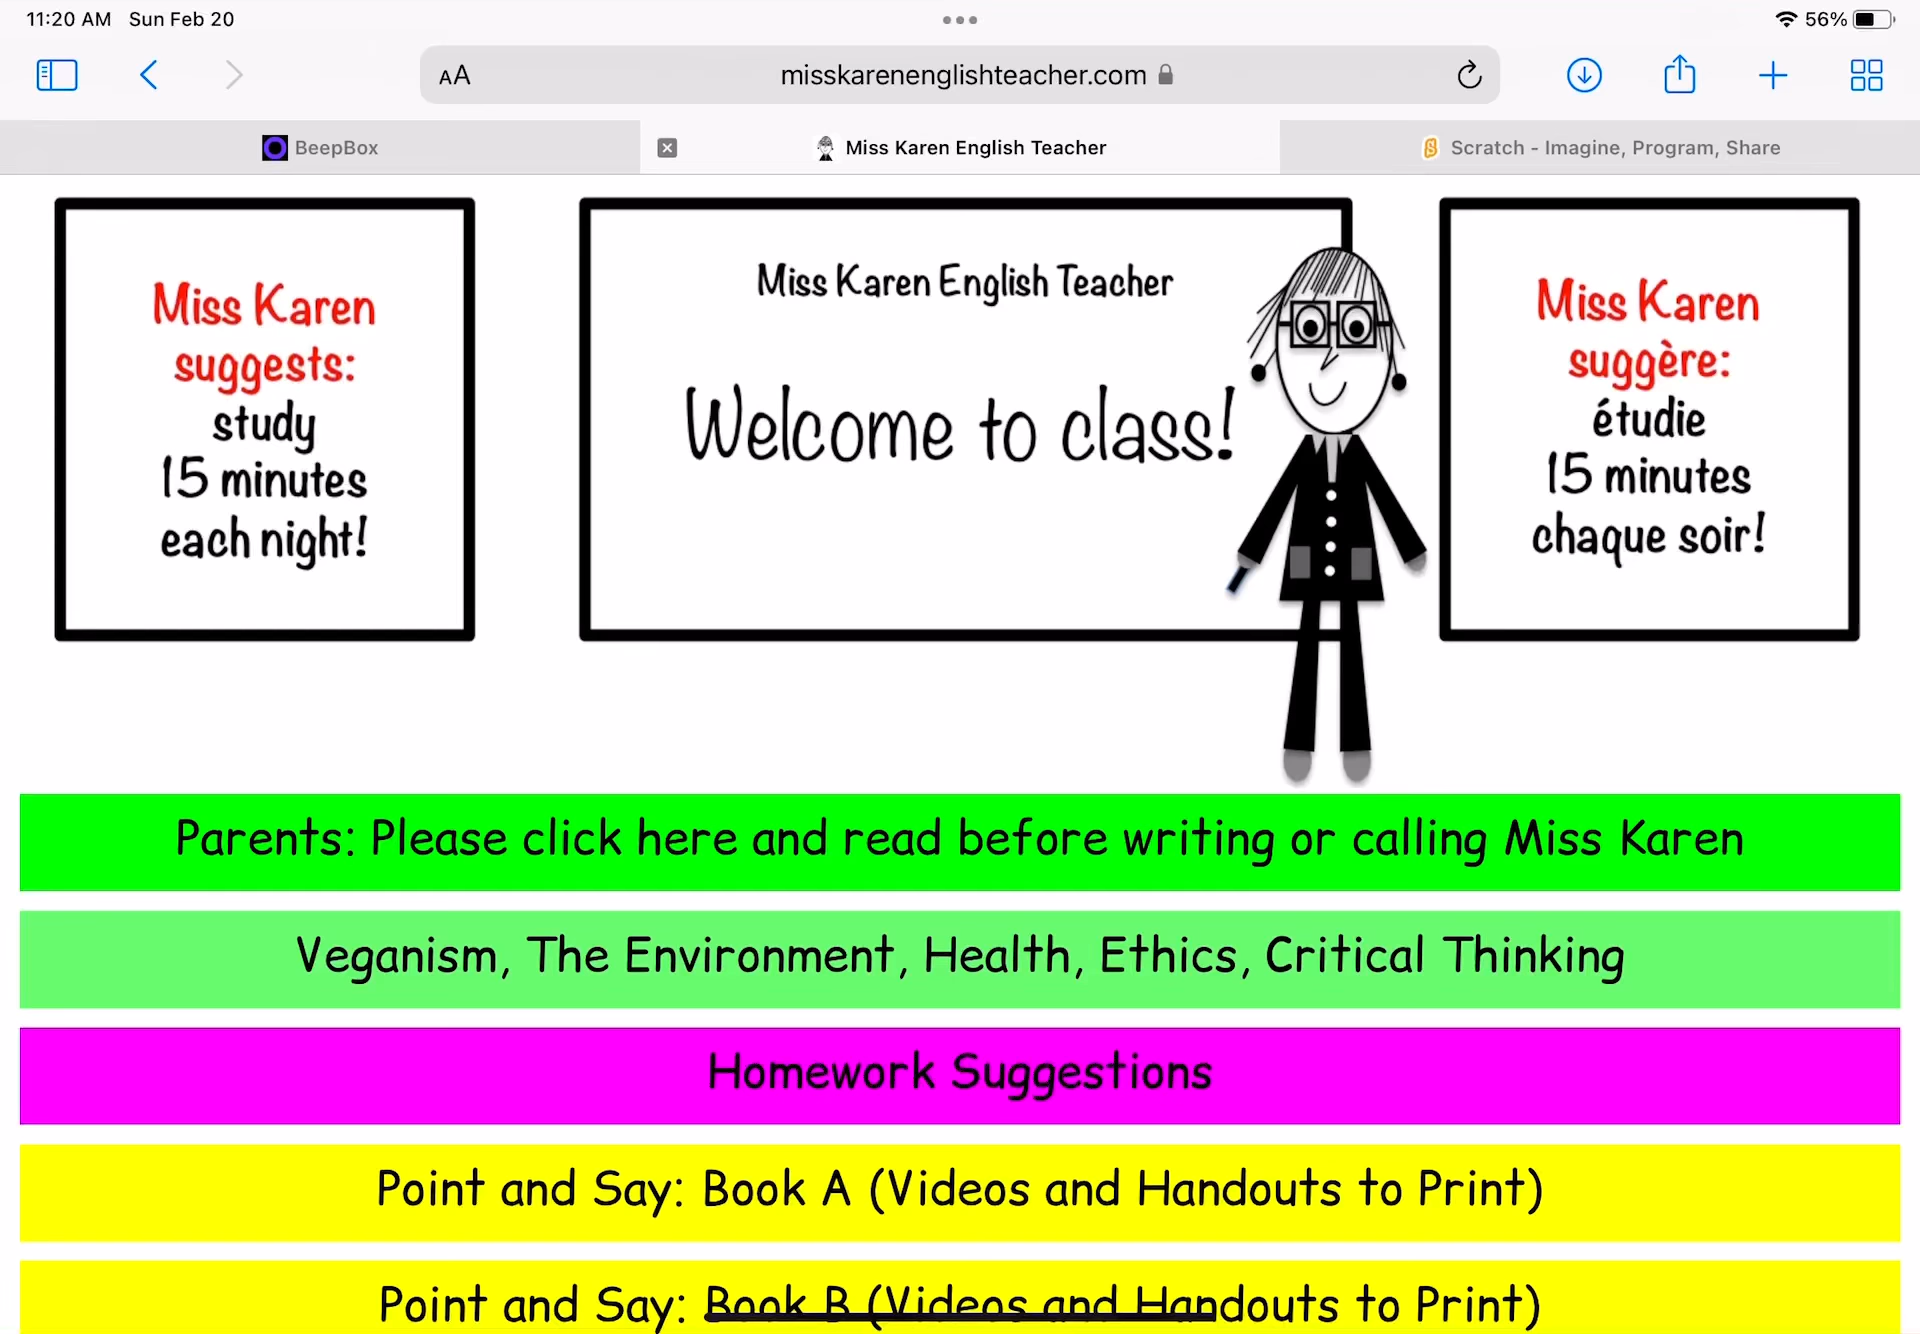 11:20 AM Sun Feb 20
56%
AA
misskarenenglishteacher.com
BeepBox
Miss Karen English Teacher
Scratch - Imagine, Program, Share
Miss Karen
suggests:
study
15 minutes
each night!
Miss Karen English Teacher
Welcome to class!
Miss Karen
suggère:
étudie
15 minutes
chaque soir!
Parents: Please click here and read before writing or calling Miss Karen
Veganism, The Environment, Health, Ethics, Critical Thinking
Homework Suggestions
Point and Say: Book A (Videos and Handouts to Print)
Point and Say: Book B (Videos and Handouts to Print)